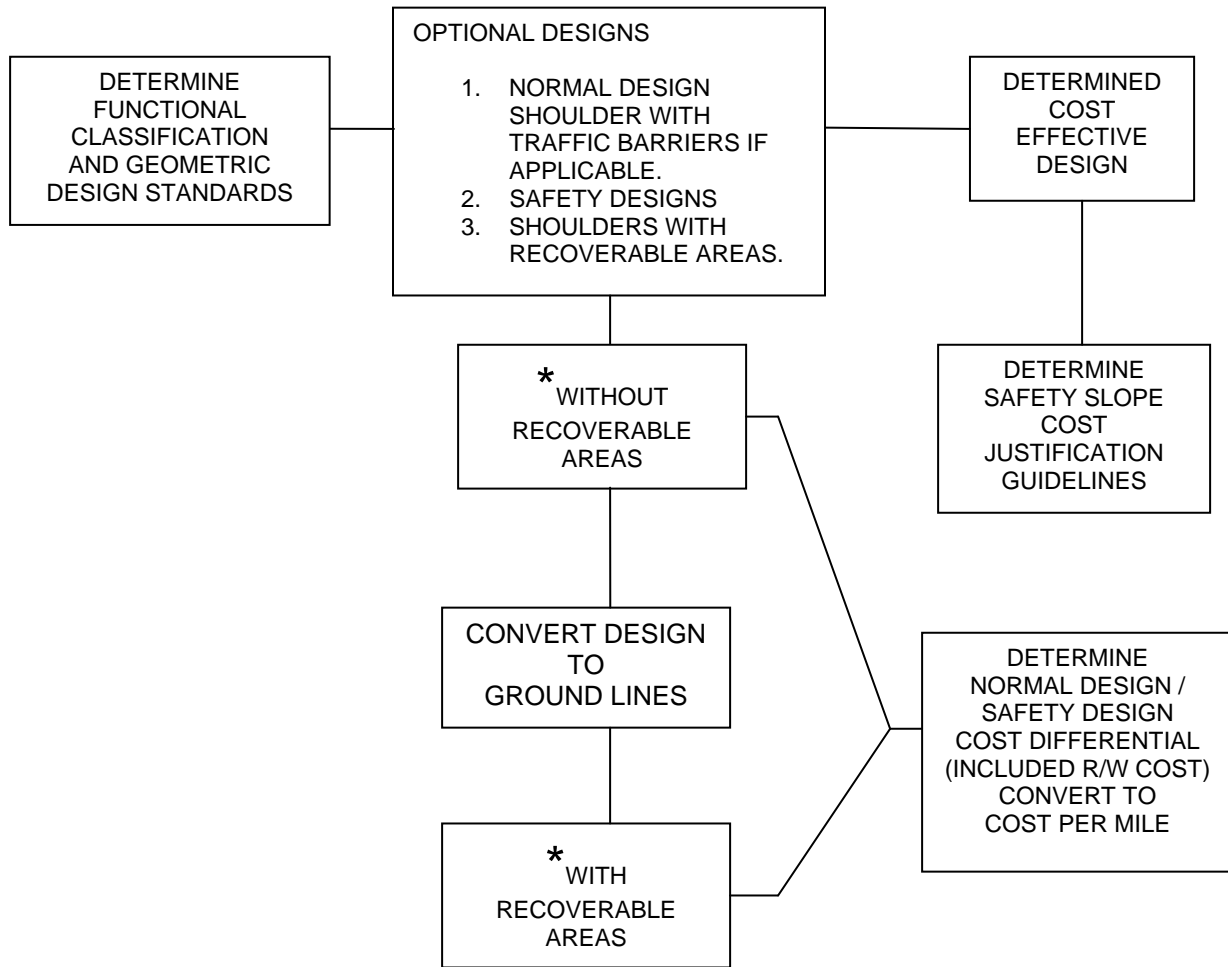 DETERMINE
FUNCTIONAL
CLASSIFICATION
AND GEOMETRIC
DESIGN STANDARDS
OPTIONAL DESIGNS
1. NORMAL DESIGN
SHOULDER WITH
TRAFFIC BARRIERS IF
APPLICABLE.
2. SAFETY DESIGNS
3. SHOULDERS WITH
RECOVERABLE AREAS.
DETERMINED
COST
EFFECTIVE
DESIGN
*WITHOUT
RECOVERABLE
AREAS
DETERMINE
SAFETY SLOPE
COST
JUSTIFICATION
GUIDELINES
CONVERT DESIGN
TO
GROUND LINES
DETERMINE
NORMAL DESIGN /
SAFETY DESIGN
COST DIFFERENTIAL
(INCLUDED R/W COST)
CONVERT TO
COST PER MILE
*WITH
RECOVERABLE
AREAS